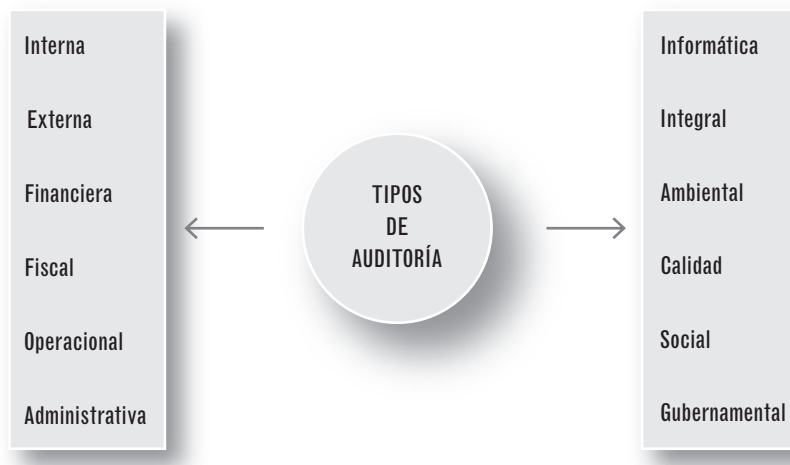 Interna
Externa
Financiera
Fiscal
Operacional
Administrativa
TIPOS
DE
AUDITORÍA
Informática
Integral
Ambiental
Calidad
Social
Gubernamental